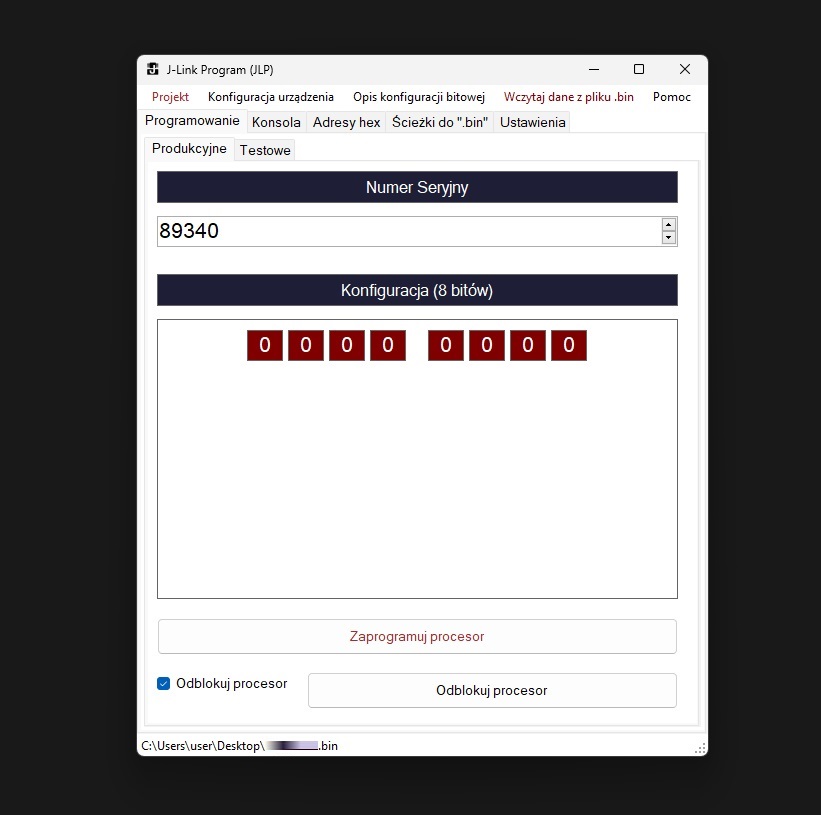 J-Link Program (JLP)
Projekt Konfiguracja urządzenia Opis konfiguracji bitowej Wczytaj dane z pliku .bin Pomoc
Programowanie Konsola Adresy hex Ścieżki do ".bin" Ustawienia
Produkcyjne Testowe
Numer Seryjny
89340
Konfiguracja (8 bitów)
0 0 0 0 0 0 0 0
Zaprogramuj procesor
Odblokuj procesor Odblokuj procesor
C:\Users\user\Desktop\ .bin